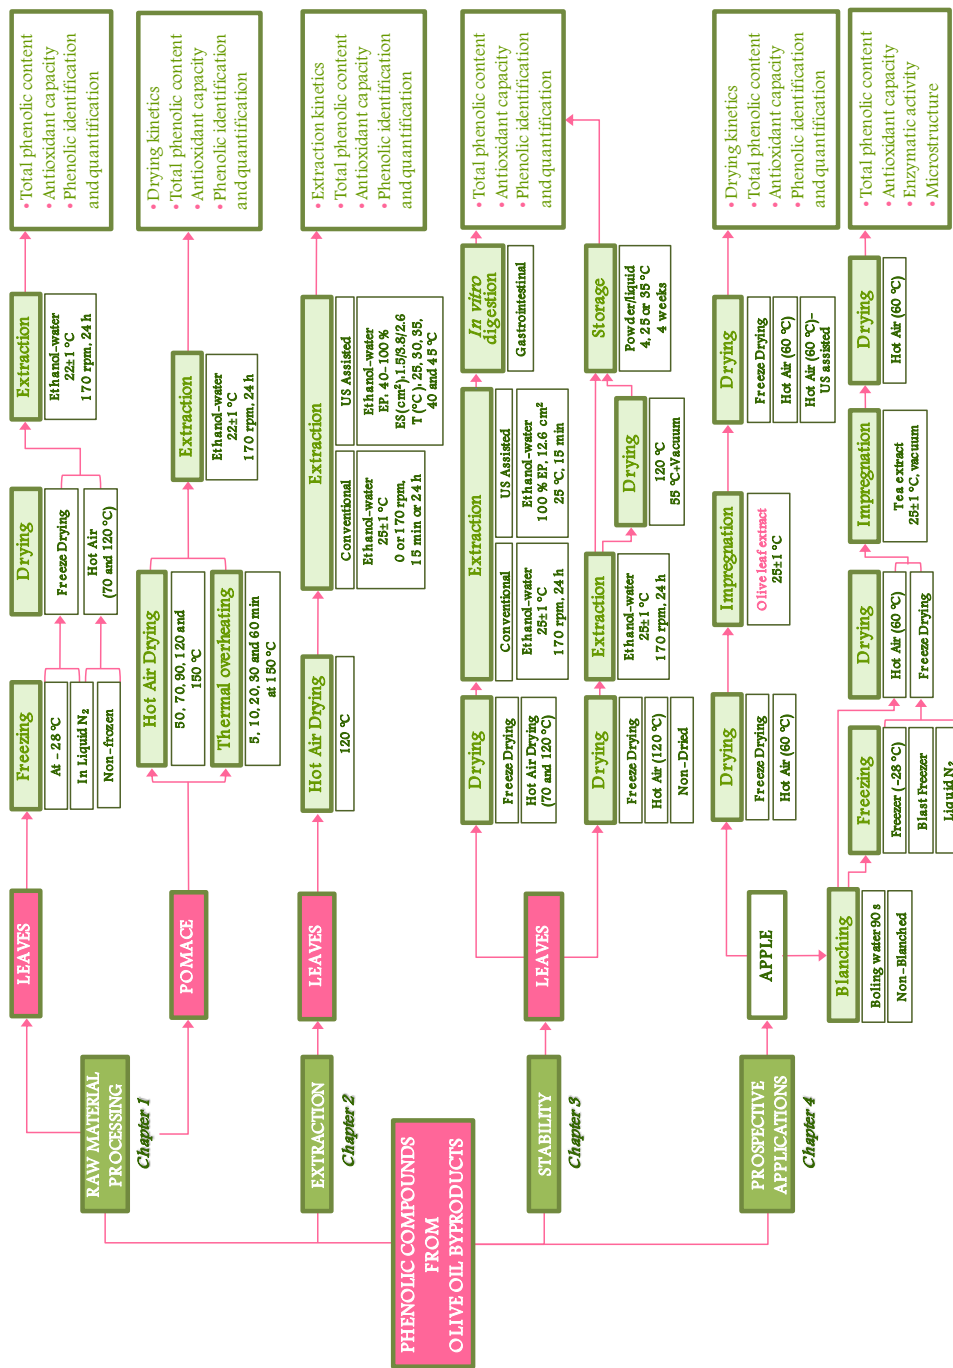 PHENOLIC COMPOUNDS
FROM
OLIVE OIL BYPRODUCTS
RAW MATERIAL
PROCESSING
Chapter 1
LEAVES
Freezing
At - 28 ºC
In Liquid N₂
Non-frozen
Drying
Freeze Drying
Hot Air
(70 and 120 ºC)
Extraction
Ethanol-water
22±1 ºC
170 rpm, 24 h
• Total phenolic content
• Antioxidant capacity
• Phenolic identification
and quantification
POMACE
Hot Air Drying
50, 70, 90, 120 and
150 ºC
Thermal overheating
5, 10, 20, 30 and 60 min
at 150 ºC
Extraction
Ethanol-water
22±1 ºC
170 rpm, 24 h
• Drying kinetics
• Total phenolic content
• Antioxidant capacity
• Phenolic identification
and quantification
EXTRACTION
Chapter 2
LEAVES
Hot Air Drying
120 ºC
Extraction
Conventional
Ethanol-water
25±1 ºC
0 or 170 rpm,
15 min or 24 h
US Assisted
Ethanol-water
EP, 40-100 %
ES (cm²),1.5/3.8/2.6
T (ºC), 25, 30, 35,
40 and 45 ºC
• Extraction kinetics
• Total phenolic content
• Antioxidant capacity
• Phenolic identification
and quantification
STABILITY
Chapter 3
LEAVES
Drying
Freeze Drying
Hot Air Drying
(70 and 120 ºC)
Extraction
Conventional
Ethanol-water
25±1 ºC
170 rpm, 24 h
US Assisted
Ethanol-water
100 % EP, 12.6 cm²
25 ºC, 15 min
In vitro
digestion
Gastrointestinal
• Total phenolic content
• Antioxidant capacity
• Phenolic identification
and quantification
Drying
Freeze Drying
Hot Air (120 ºC)
Non-Dried
Extraction
Ethanol-water
25±1 ºC
170 rpm, 24 h
Drying
120 ºC
55 ºC+Vacuum
Storage
Powder/liquid
4, 25 or 35 ºC
4 weeks
PROSPECTIVE
APPLICATIONS
Chapter 4
APPLE
Drying
Freeze Drying
Hot Air (60 ºC)
Impregnation
Olive leaf extract
25±1 ºC
Drying
Freeze Drying
Hot Air (60 ºC)
Hot Air (60 ºC)-
US assisted
• Drying kinetics
• Total phenolic content
• Antioxidant capacity
• Phenolic identification
and quantification
Blanching
Boling water 90 s
Non-Blanched
Freezing
Freezer (-28 ºC)
Blast Freezer
Liquid N₂
Drying
Hot Air (60 ºC)
Freeze Drying
Impregnation
Tea extract
25±1 ºC, vacuum
Drying
Hot Air (60 ºC)
• Total phenolic content
• Antioxidant capacity
• Enzymatic activity
• Microstructure